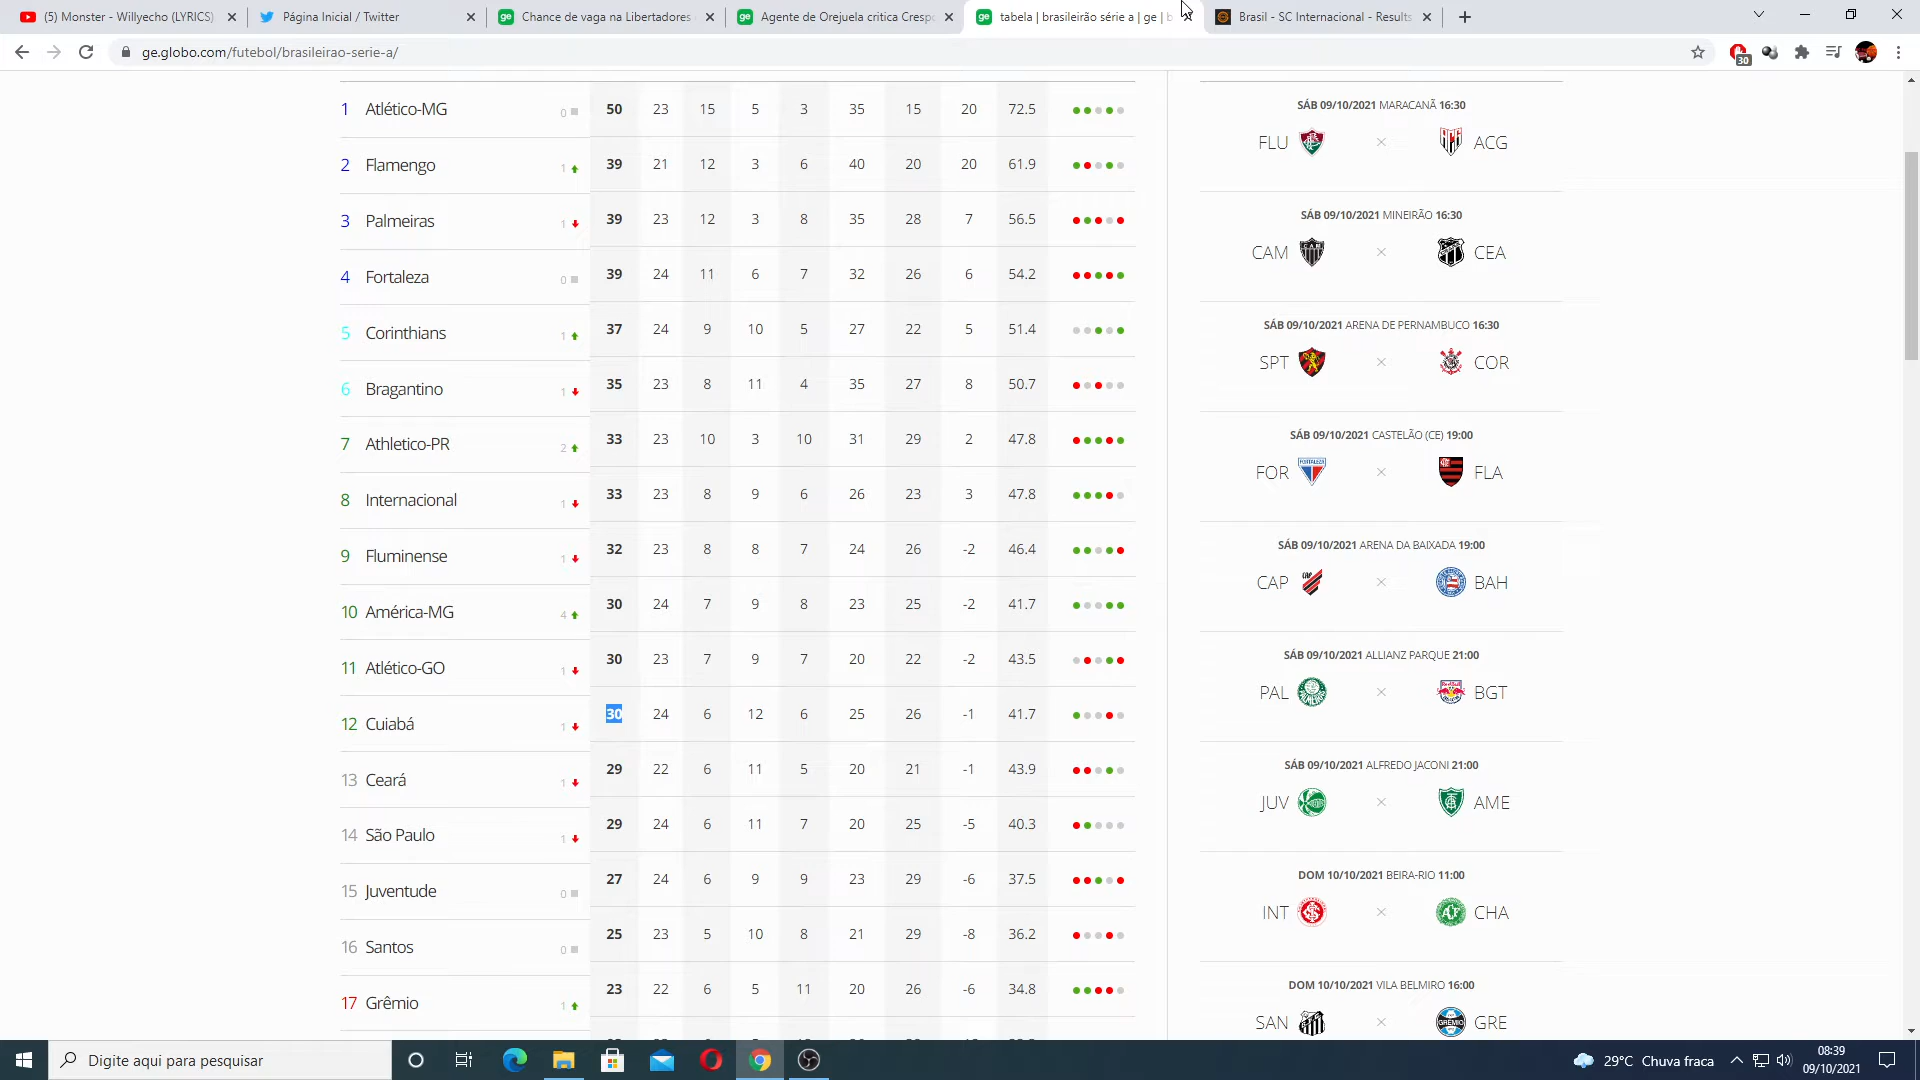 (5) Monster - Willyecho (LYRICS)
Página Inicial / Twitter
Chance de vaga na Libertadores
Agente de Orejuela critica Crespo
tabela | brasileirão série a | ge | b
Brasil - SC Internacional - Results
ge.globo.com/futebol/brasileirao-serie-a/
30
1 Atlético-MG 0 50 23 15 5 3 35 15 20 72.5
2 Flamengo 1 39 21 12 3 6 40 20 20 61.9
3 Palmeiras 1 39 23 12 3 8 35 28 7 56.5
4 Fortaleza 0 39 24 11 6 7 32 26 6 54.2
5 Corinthians 1 37 24 9 10 5 27 22 5 51.4
6 Bragantino 1 35 23 8 11 4 35 27 8 50.7
7 Athletico-PR 2 33 23 10 3 10 31 29 2 47.8
8 Internacional 1 33 23 8 9 6 26 23 3 47.8
9 Fluminense 1 32 23 8 8 7 24 26 -2 46.4
10 América-MG 4 30 24 7 9 8 23 25 -2 41.7
11 Atlético-GO 1 30 23 7 9 7 20 22 -2 43.5
12 Cuiabá 1 30 24 6 12 6 25 26 -1 41.7
13 Ceará 1 29 22 6 11 5 20 21 -1 43.9
14 São Paulo 1 29 24 6 11 7 20 25 -5 40.3
15 Juventude 0 27 24 6 9 9 23 29 -6 37.5
16 Santos 0 25 23 5 10 8 21 29 -8 36.2
17 Grêmio 1 23 22 6 5 11 20 26 -6 34.8
SÁB 09/10/2021 MARACANÃ 16:30
FLU × ACG
SÁB 09/10/2021 MINEIRÃO 16:30
CAM × CEA
SÁB 09/10/2021 ARENA DE PERNAMBUCO 16:30
SPT × COR
SÁB 09/10/2021 CASTELÃO (CE) 19:00
FOR × FLA
SÁB 09/10/2021 ARENA DA BAIXADA 19:00
CAP × BAH
SÁB 09/10/2021 ALLIANZ PARQUE 21:00
PAL × BGT
SÁB 09/10/2021 ALFREDO JACONI 21:00
JUV × AME
DOM 10/10/2021 BEIRA-RIO 11:00
INT × CHA
DOM 10/10/2021 VILA BELMIRO 16:00
SAN × GRE
Digite aqui para pesquisar
29°C Chuva fraca
08:39
09/10/2021